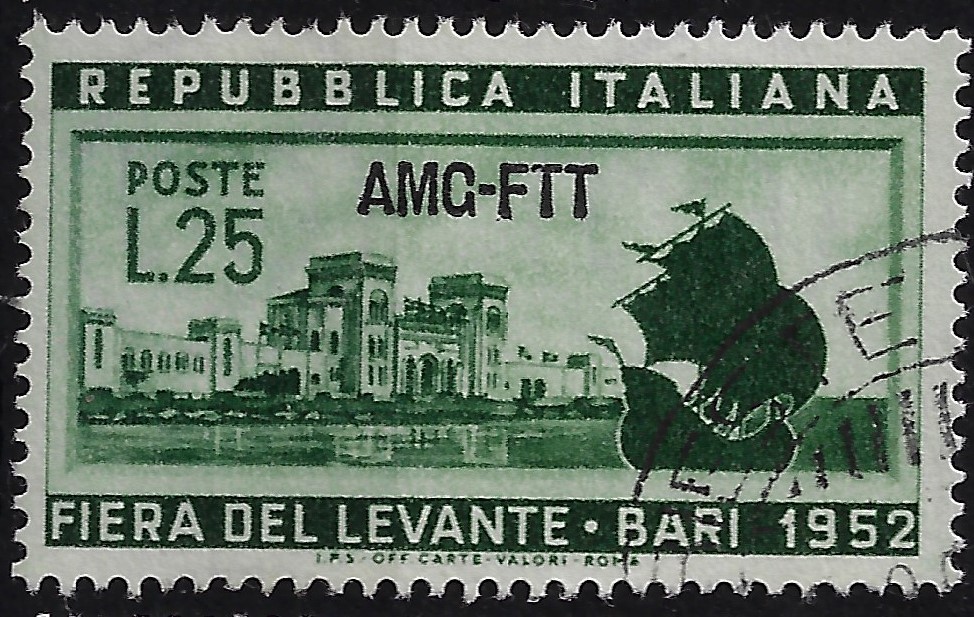 REPUBBLICA ITALIANA
POSTE
L.25
AMG-FTT
FIERA DEL LEVANTE • BARI 1952
I.P.S - OFF. CARTE - VALORI - ROMA